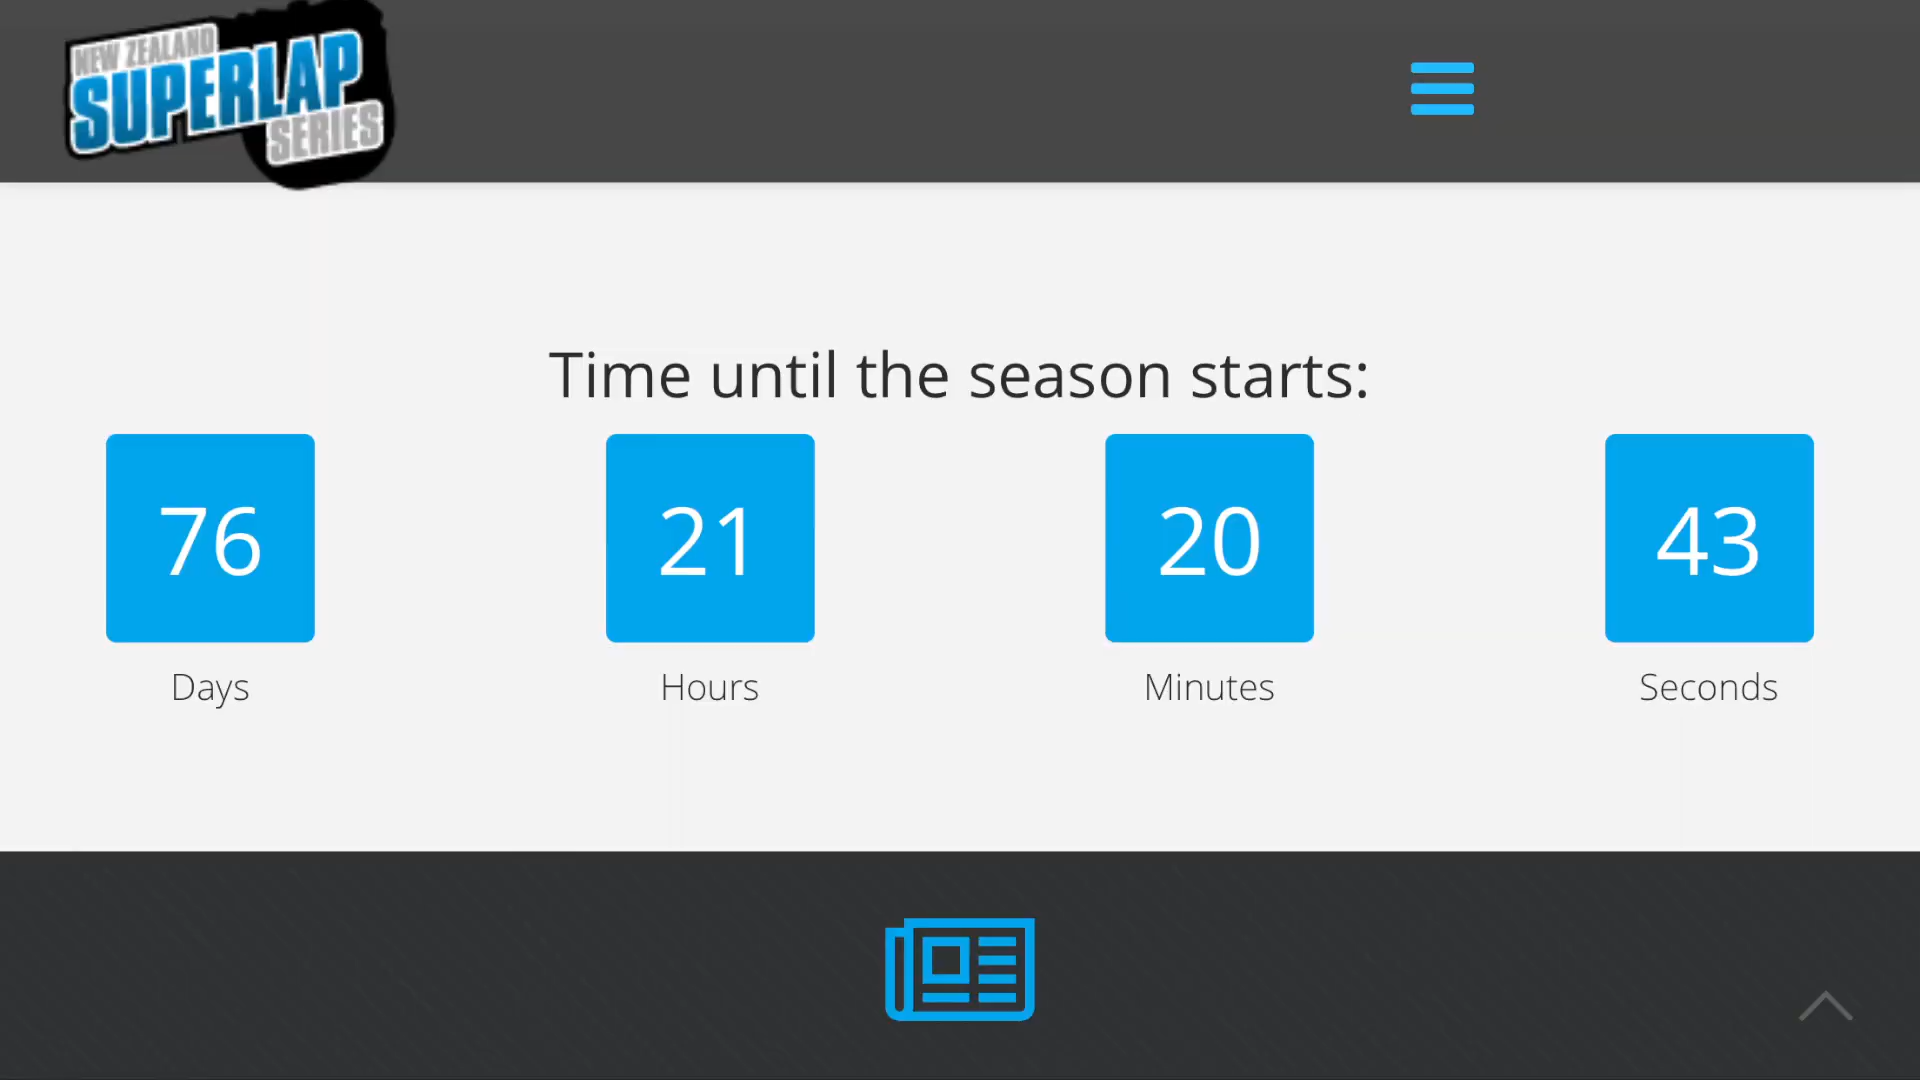 NEW ZEALAND
SUPERLAP
SERIES
Time until the season starts:
76
21
20
43
Days
Hours
Minutes
Seconds